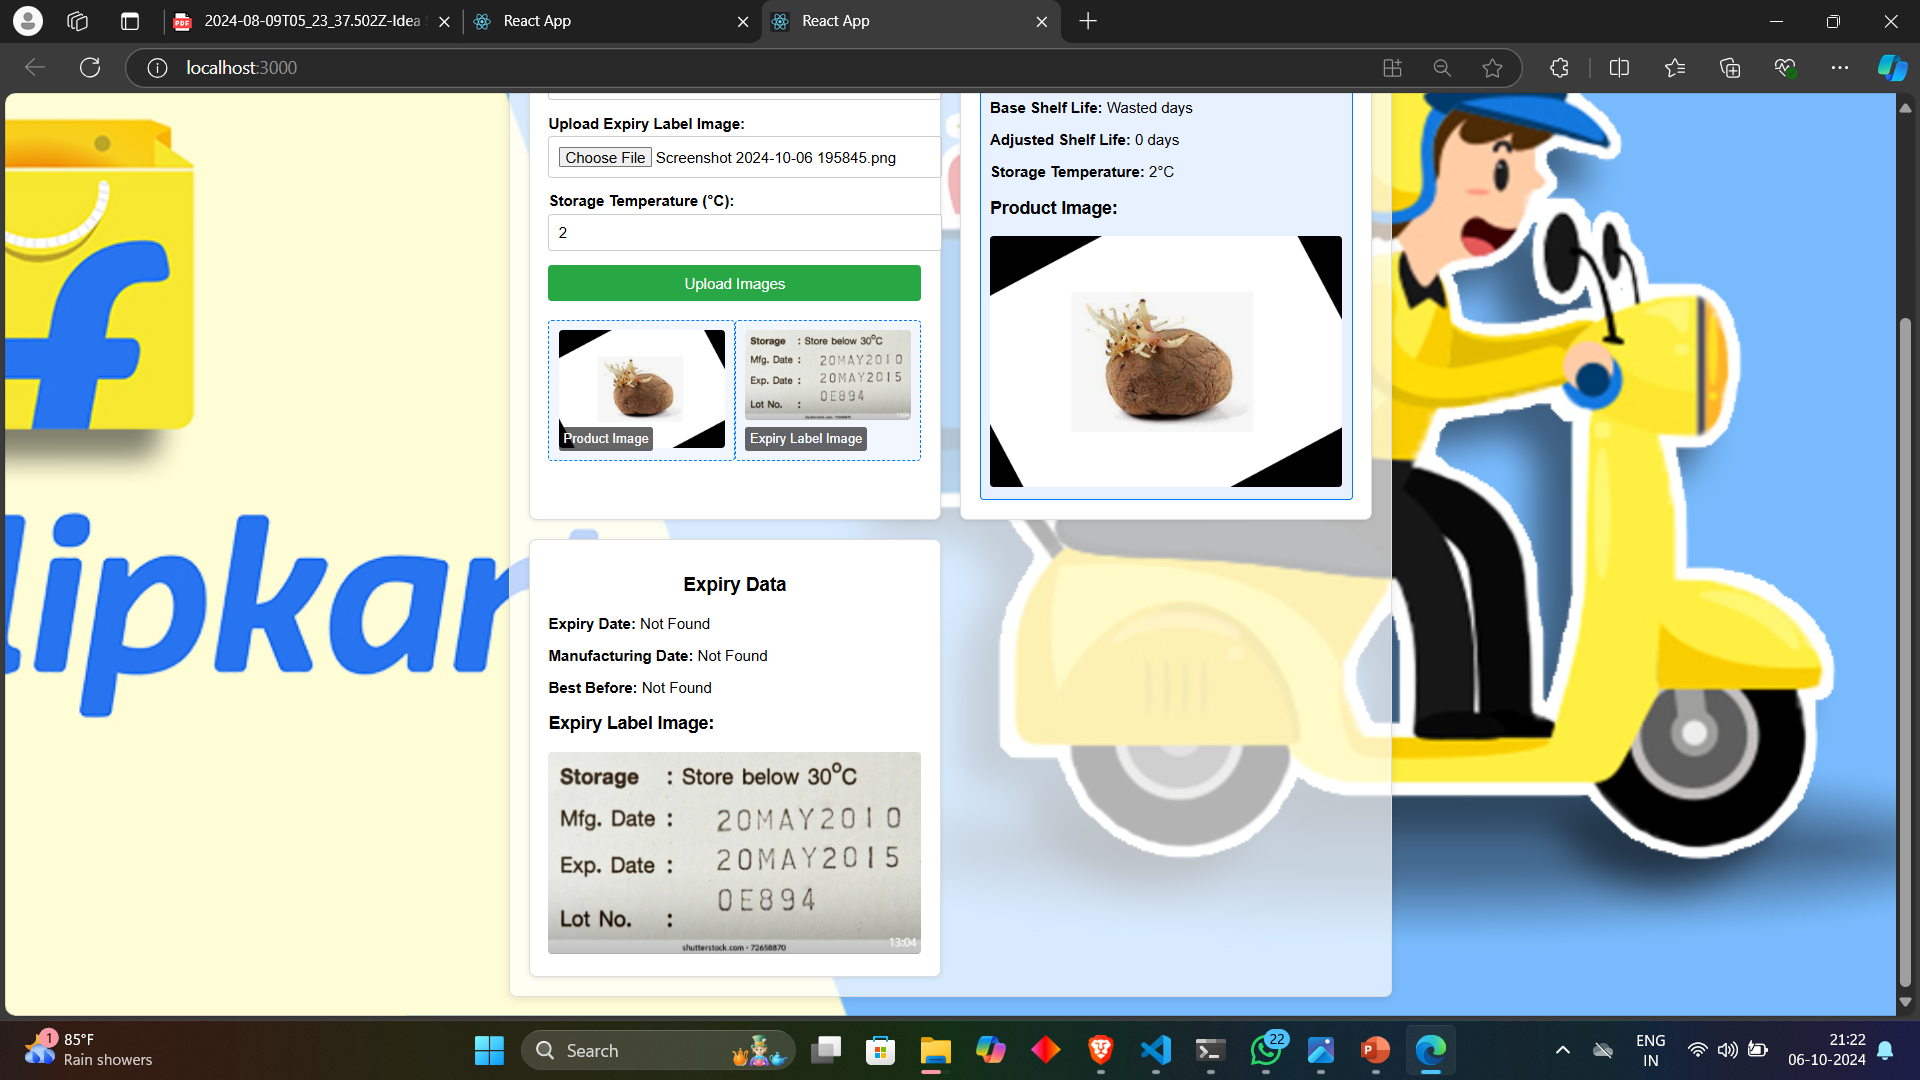 2024-08-09T05_23_37.502Z-Idea
React App
React App
localhost:3000
Upload Expiry Label Image:
Choose File Screenshot 2024-10-06 195845.png
Storage Temperature (°C):
2
Upload Images
Storage : Store below 30°C
Mfg. Date : 20MAY2010
Exp. Date : 20MAY2015
0E894
Lot No. :
Product Image
Expiry Label Image
Base Shelf Life: Wasted days
Adjusted Shelf Life: 0 days
Storage Temperature: 2°C
Product Image:
f
lipkar
Expiry Data
Expiry Date: Not Found
Manufacturing Date: Not Found
Best Before: Not Found
Expiry Label Image:
Storage : Store below 30°C
Mfg. Date : 20MAY2010
Exp. Date : 20MAY2015
0E894
Lot No. :
shutterstock.com · 72658870
13:04
1
85°F
Rain showers
Search
22
ENG
IN
21:22
06-10-2024